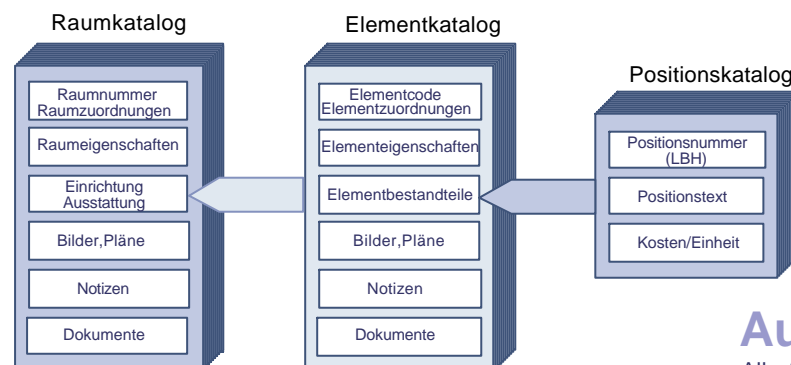 Raumkatalog
Raumnummer
Raumzuordnungen
Raumeigenschaften
Einrichtung
Ausstattung
Bilder,Pläne
Notizen
Dokumente
Elementkatalog
Elementcode
Elementzuordnungen
Elementeigenschaften
Elementbestandteile
Bilder,Pläne
Notizen
Dokumente
Positionskatalog
Positionsnummer
(LBH)
Positionstext
Kosten/Einheit
Au